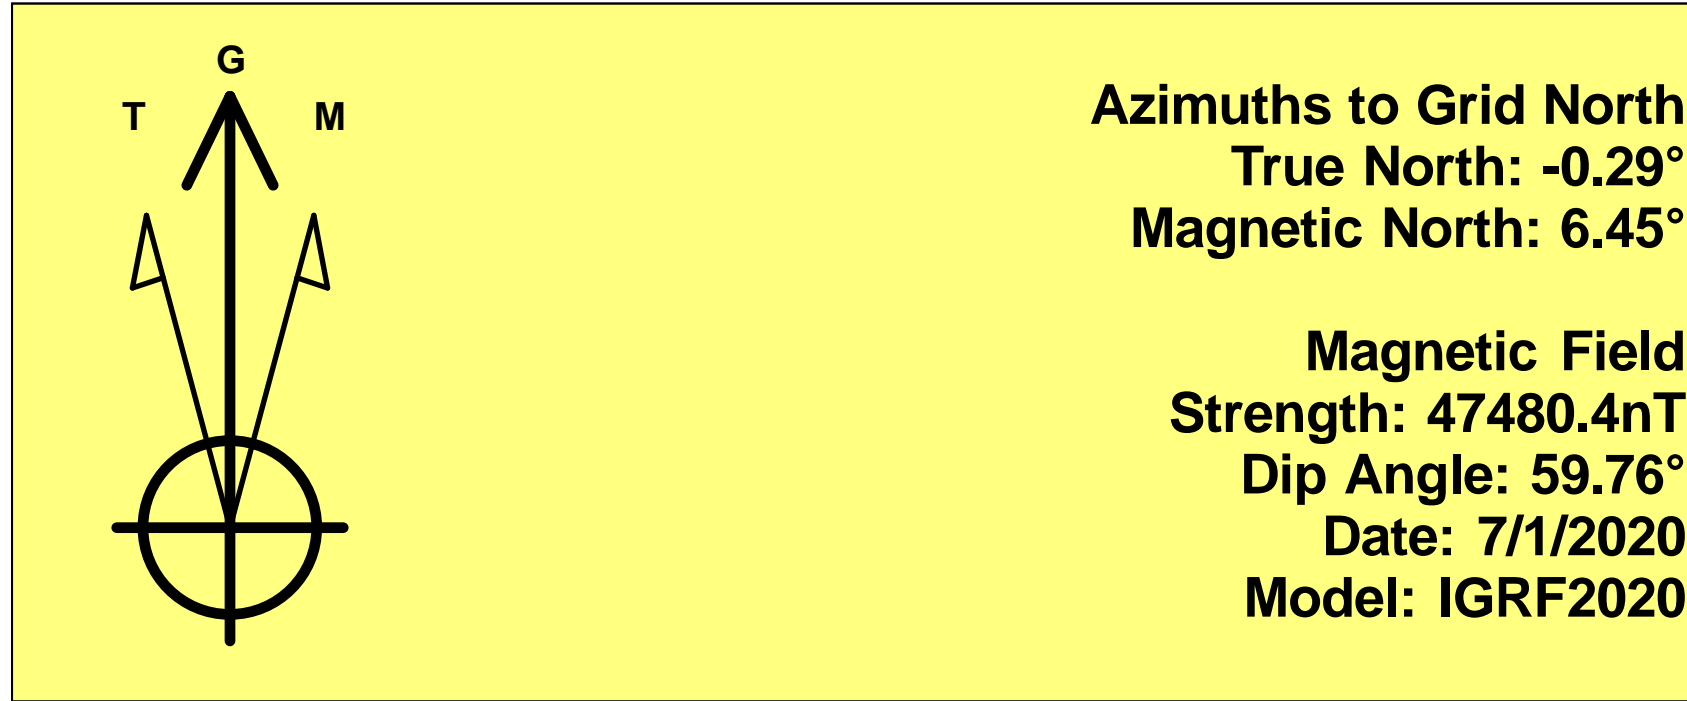 G
T M
Azimuths to Grid North
True North: -0.29°
Magnetic North: 6.45°
Magnetic Field
Strength: 47480.4nT
Dip Angle: 59.76°
Date: 7/1/2020
Model: IGRF2020